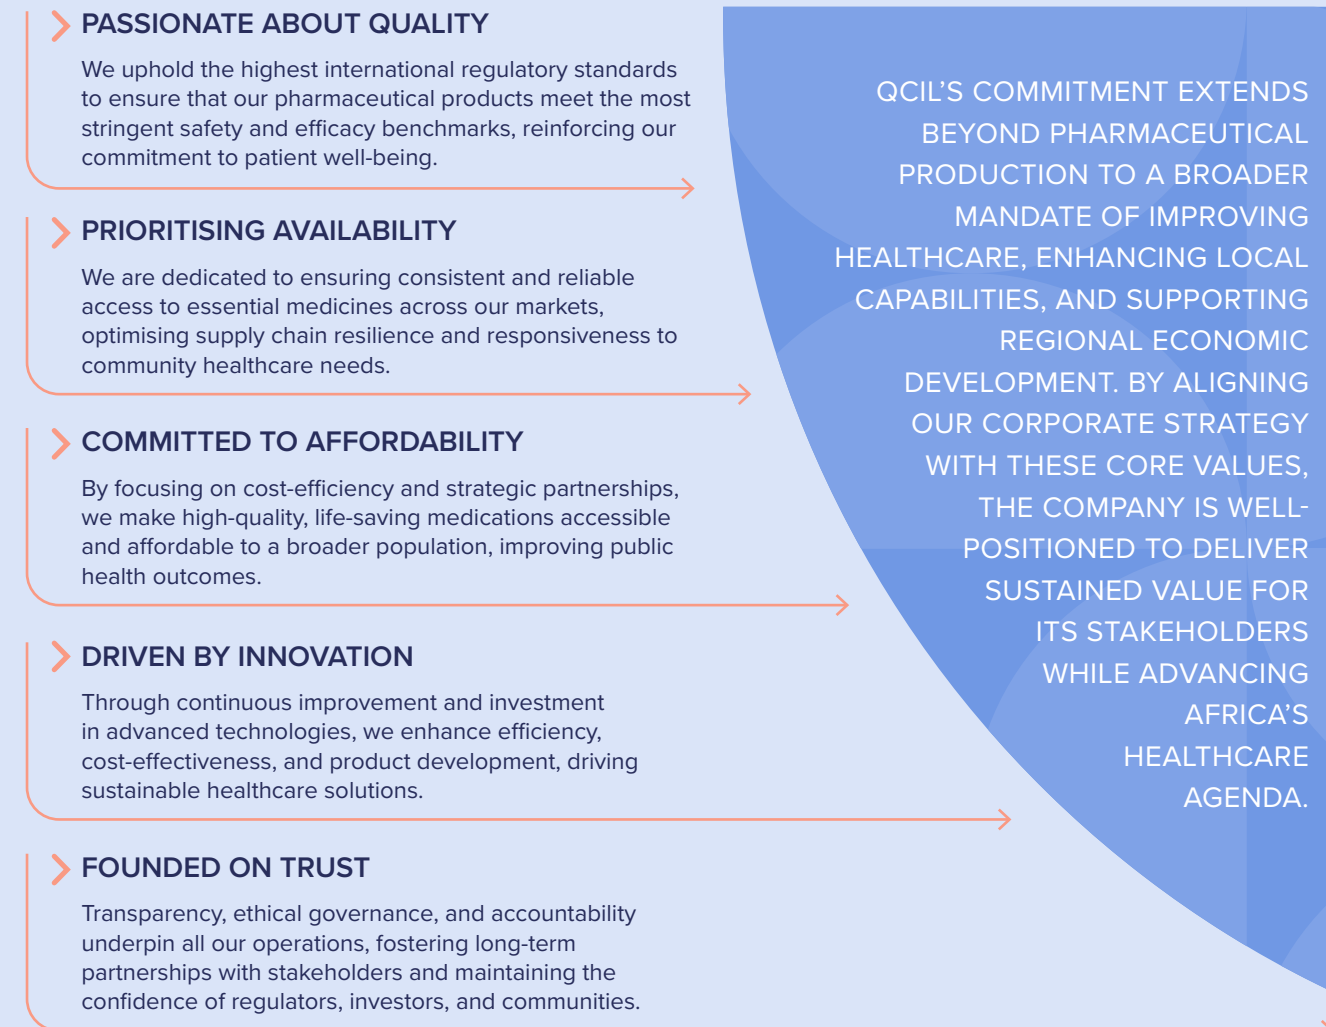 PASSIONATE ABOUT QUALITY
We uphold the highest international regulatory standards
to ensure that our pharmaceutical products meet the most
stringent safety and efficacy benchmarks, reinforcing our
commitment to patient well-being.
PRIORITISING AVAILABILITY
We are dedicated to ensuring consistent and reliable
access to essential medicines across our markets,
optimising supply chain resilience and responsiveness to
community healthcare needs.
COMMITTED TO AFFORDABILITY
By focusing on cost-efficiency and strategic partnerships,
we make high-quality, life-saving medications accessible
and affordable to a broader population, improving public
health outcomes.
DRIVEN BY INNOVATION
Through continuous improvement and investment
in advanced technologies, we enhance efficiency,
cost-effectiveness, and product development, driving
sustainable healthcare solutions.
FOUNDED ON TRUST
Transparency, ethical governance, and accountability
underpin all our operations, fostering long-term
partnerships with stakeholders and maintaining the
confidence of regulators, investors, and communities.
QCIL’S COMMITMENT EXTENDS
BEYOND PHARMACEUTICAL
PRODUCTION TO A BROADER
MANDATE OF IMPROVING
HEALTHCARE, ENHANCING LOCAL
CAPABILITIES, AND SUPPORTING
REGIONAL ECONOMIC
DEVELOPMENT. BY ALIGNING
OUR CORPORATE STRATEGY
WITH THESE CORE VALUES,
THE COMPANY IS WELL-
POSITIONED TO DELIVER
SUSTAINED VALUE FOR
ITS STAKEHOLDERS
WHILE ADVANCING
AFRICA’S
HEALTHCARE
AGENDA.